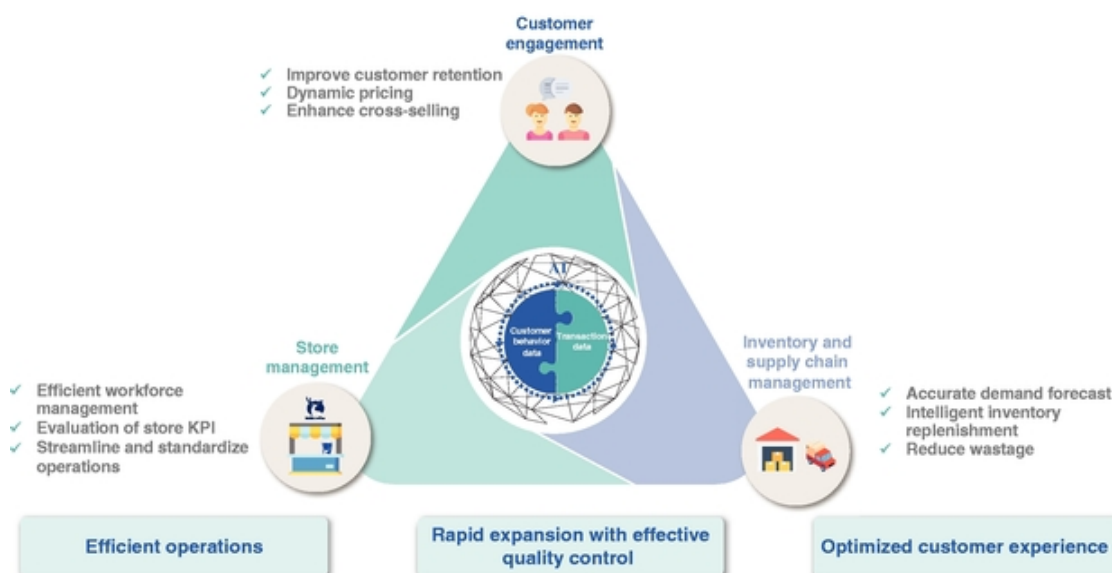 Customer
engagement
Improve customer retention
Dynamic pricing
Enhance cross-selling
AI
Customer
behavior
data
Transaction
data
Store
management
Efficient workforce
management
Evaluation of store KPI
Streamline and standardize
operations
Inventory and
supply chain
management
Accurate demand forecast
Intelligent inventory
replenishment
Reduce wastage
Efficient operations
Rapid expansion with effective
quality control
Optimized customer experience